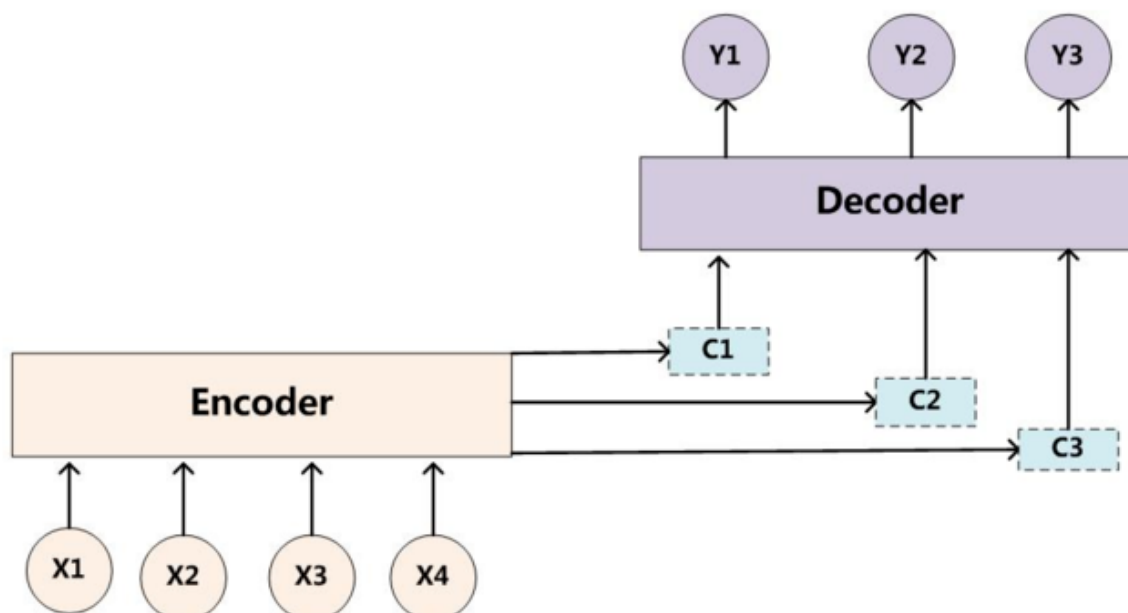 Y1 Y2 Y3
Decoder
C1
Encoder
C2
C3
X1 X2 X3 X4